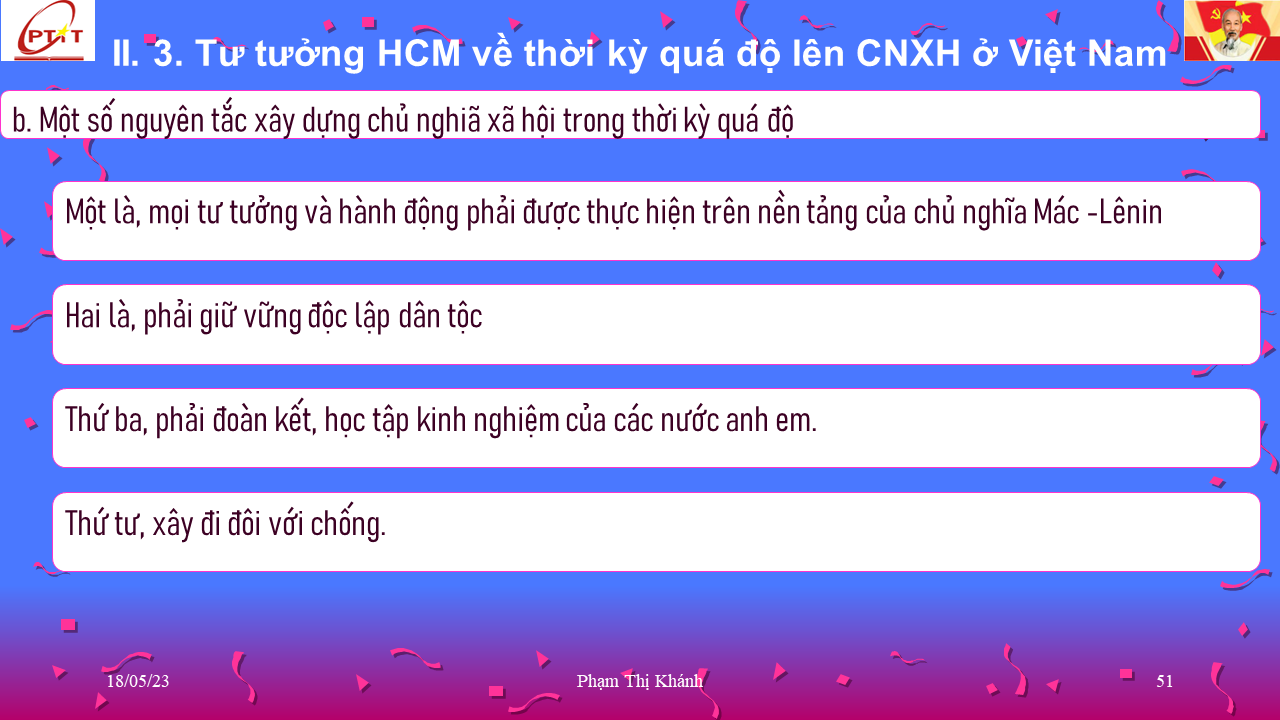 PTiT
II. 3. Tư tưởng HCM về thời kỳ quá độ lên CNXH ở Việt Nam
b. Một số nguyên tắc xây dựng chủ nghiã xã hội trong thời kỳ quá độ
Một là, mọi tư tưởng và hành động phải được thực hiện trên nền tảng của chủ nghĩa Mác -Lênin
Hai là, phải giữ vững độc lập dân tộc
Thứ ba, phải đoàn kết, học tập kinh nghiệm của các nước anh em.
Thứ tư, xây đi đôi với chống.
18/05/23
Phạm Thị Khánh
51